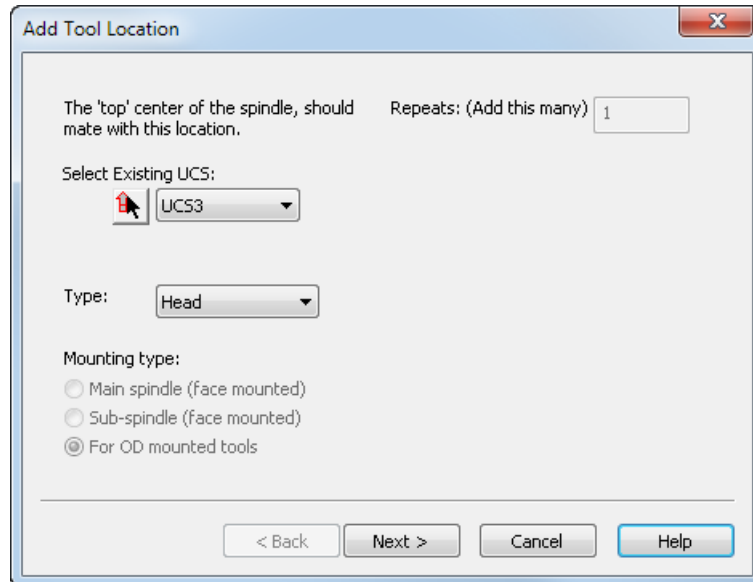 Add Tool Location
X
The 'top' center of the spindle, should
mate with this location.
Repeats: (Add this many) 1
Select Existing UCS:
UCS3
Type: Head
Mounting type:
Main spindle (face mounted)
Sub-spindle (face mounted)
For OD mounted tools
< Back Next > Cancel Help